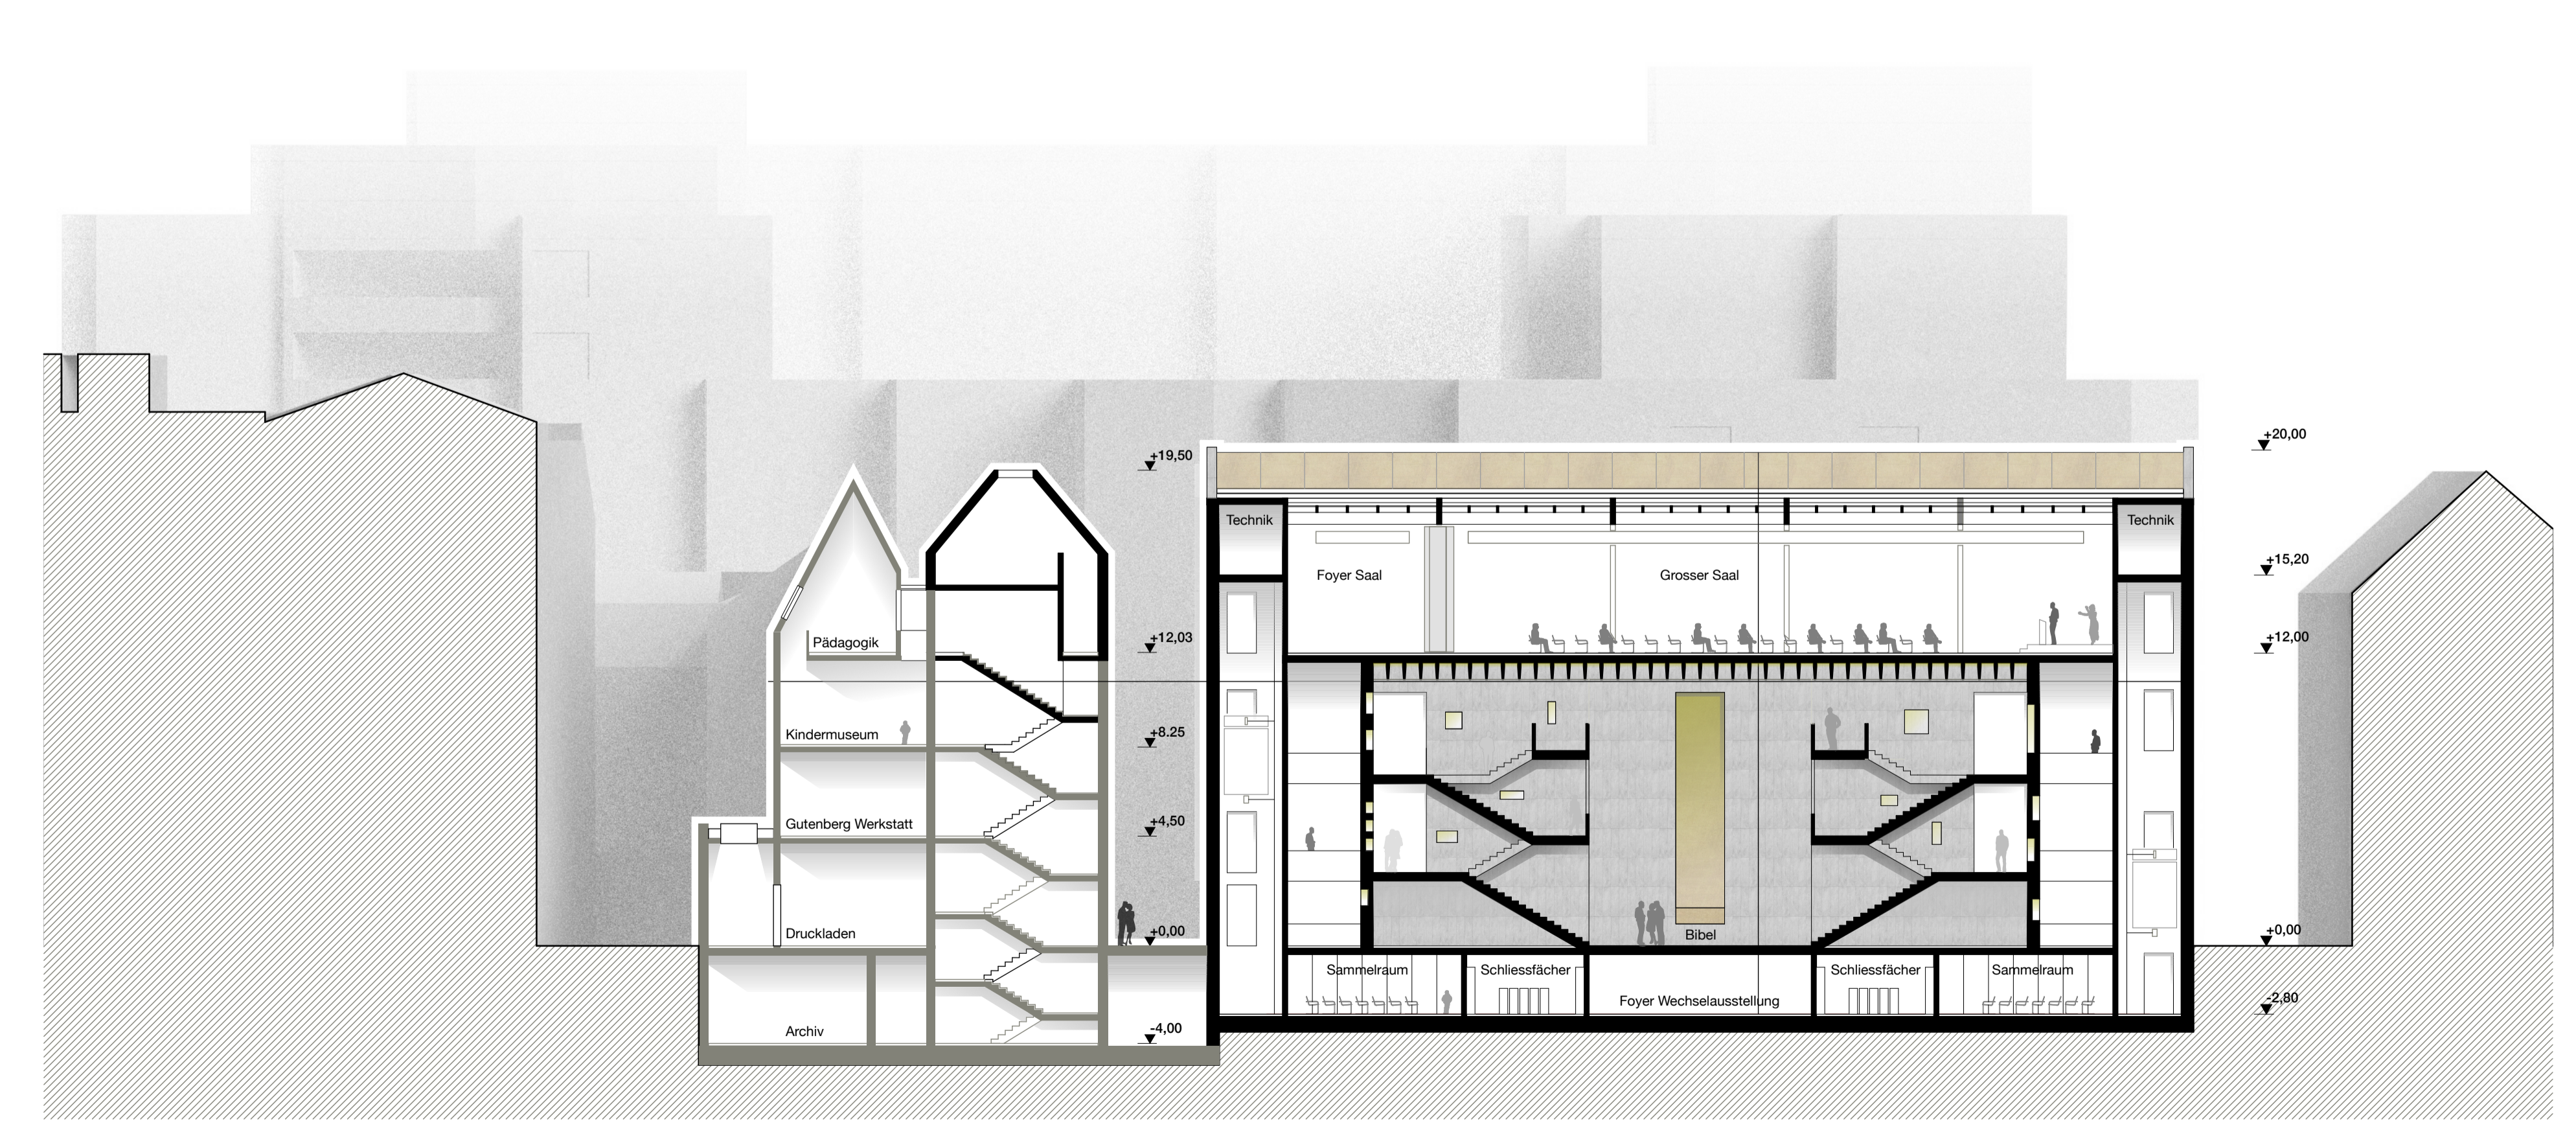 +20,00
+19,50
Technik
Technik
+15,20
Foyer Saal
Grosser Saal
+12,03
+12,00
Pädagogik
Kindermuseum
+8.25
Gutenberg Werkstatt
+4,50
Druckladen
+0,00
Bibel
+0,00
Sammelraum
Schliessfächer
Schliessfächer
Sammelraum
Foyer Wechselausstellung
-2,80
Archiv
-4,00